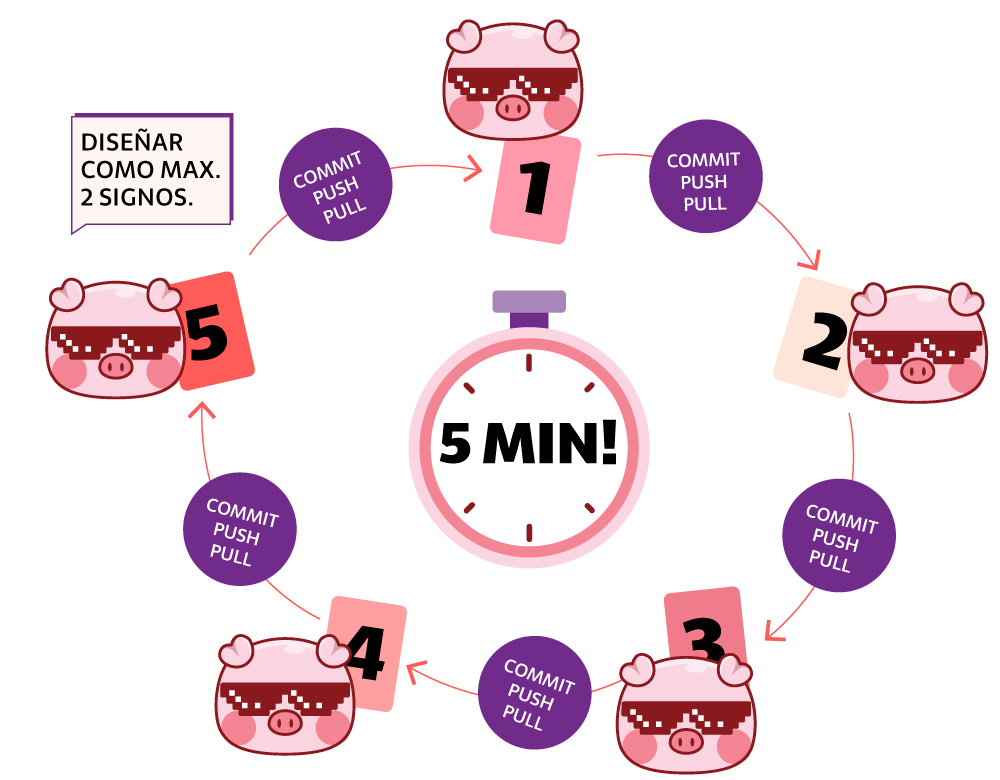 DISEÑAR
COMO MAX.
2 SIGNOS.
COMMIT
PUSH
PULL
1
COMMIT
PUSH
PULL
2
COMMIT
PUSH
PULL
3
COMMIT
PUSH
PULL
4
COMMIT
PUSH
PULL
5
5 MIN!